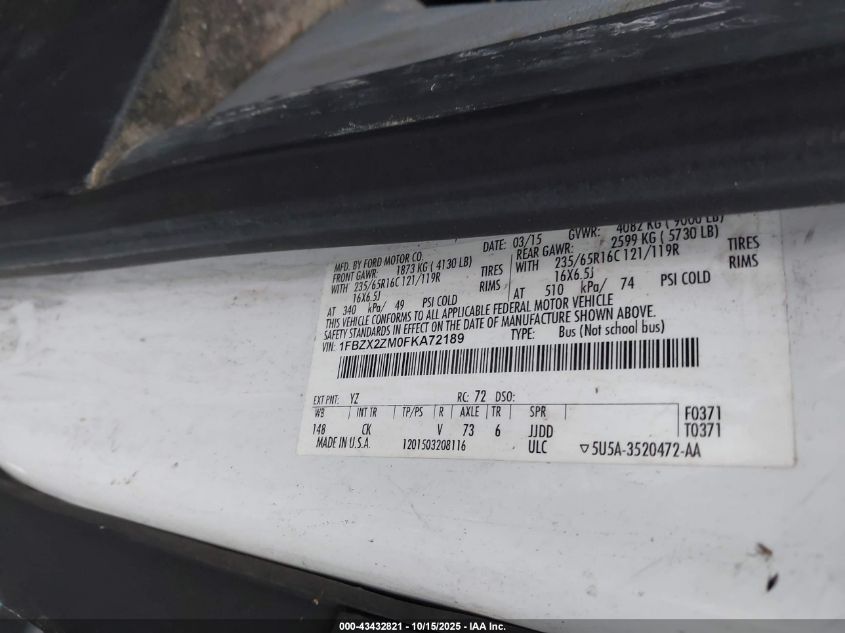 MFD. BY FORD MOTOR CO. DATE: 03/15 GVWR: 4082 KG ( 9000 LB)
FRONT GAWR: 1873 KG ( 4130 LB) REAR GAWR: 2599 KG ( 5730 LB)
WITH 235/65R16C 121/119R TIRES WITH 235/65R16C 121/119R TIRES
16X6.5J RIMS 16X6.5J RIMS
AT 340 kPa/ 49 PSI COLD AT 510 kPa/ 74 PSI COLD
THIS VEHICLE CONFORMS TO ALL APPLICABLE FEDERAL MOTOR VEHICLE
SAFETY STANDARDS IN EFFECT ON THE DATE OF MANUFACTURE SHOWN ABOVE.
VIN: 1FBZX2ZM0FKA72189 TYPE: Bus (Not school bus)
EXT PNT: YZ RC: 72 DSO:
WB INT TR TP/PS R AXLE TR SPR F0371
148 CK V 73 6 JJDD T0371
MADE IN U.S.A. 1201503208116 ULC ▽5U5A-3520472-AA
000-43432821 - 10/15/2025 - IAA Inc.